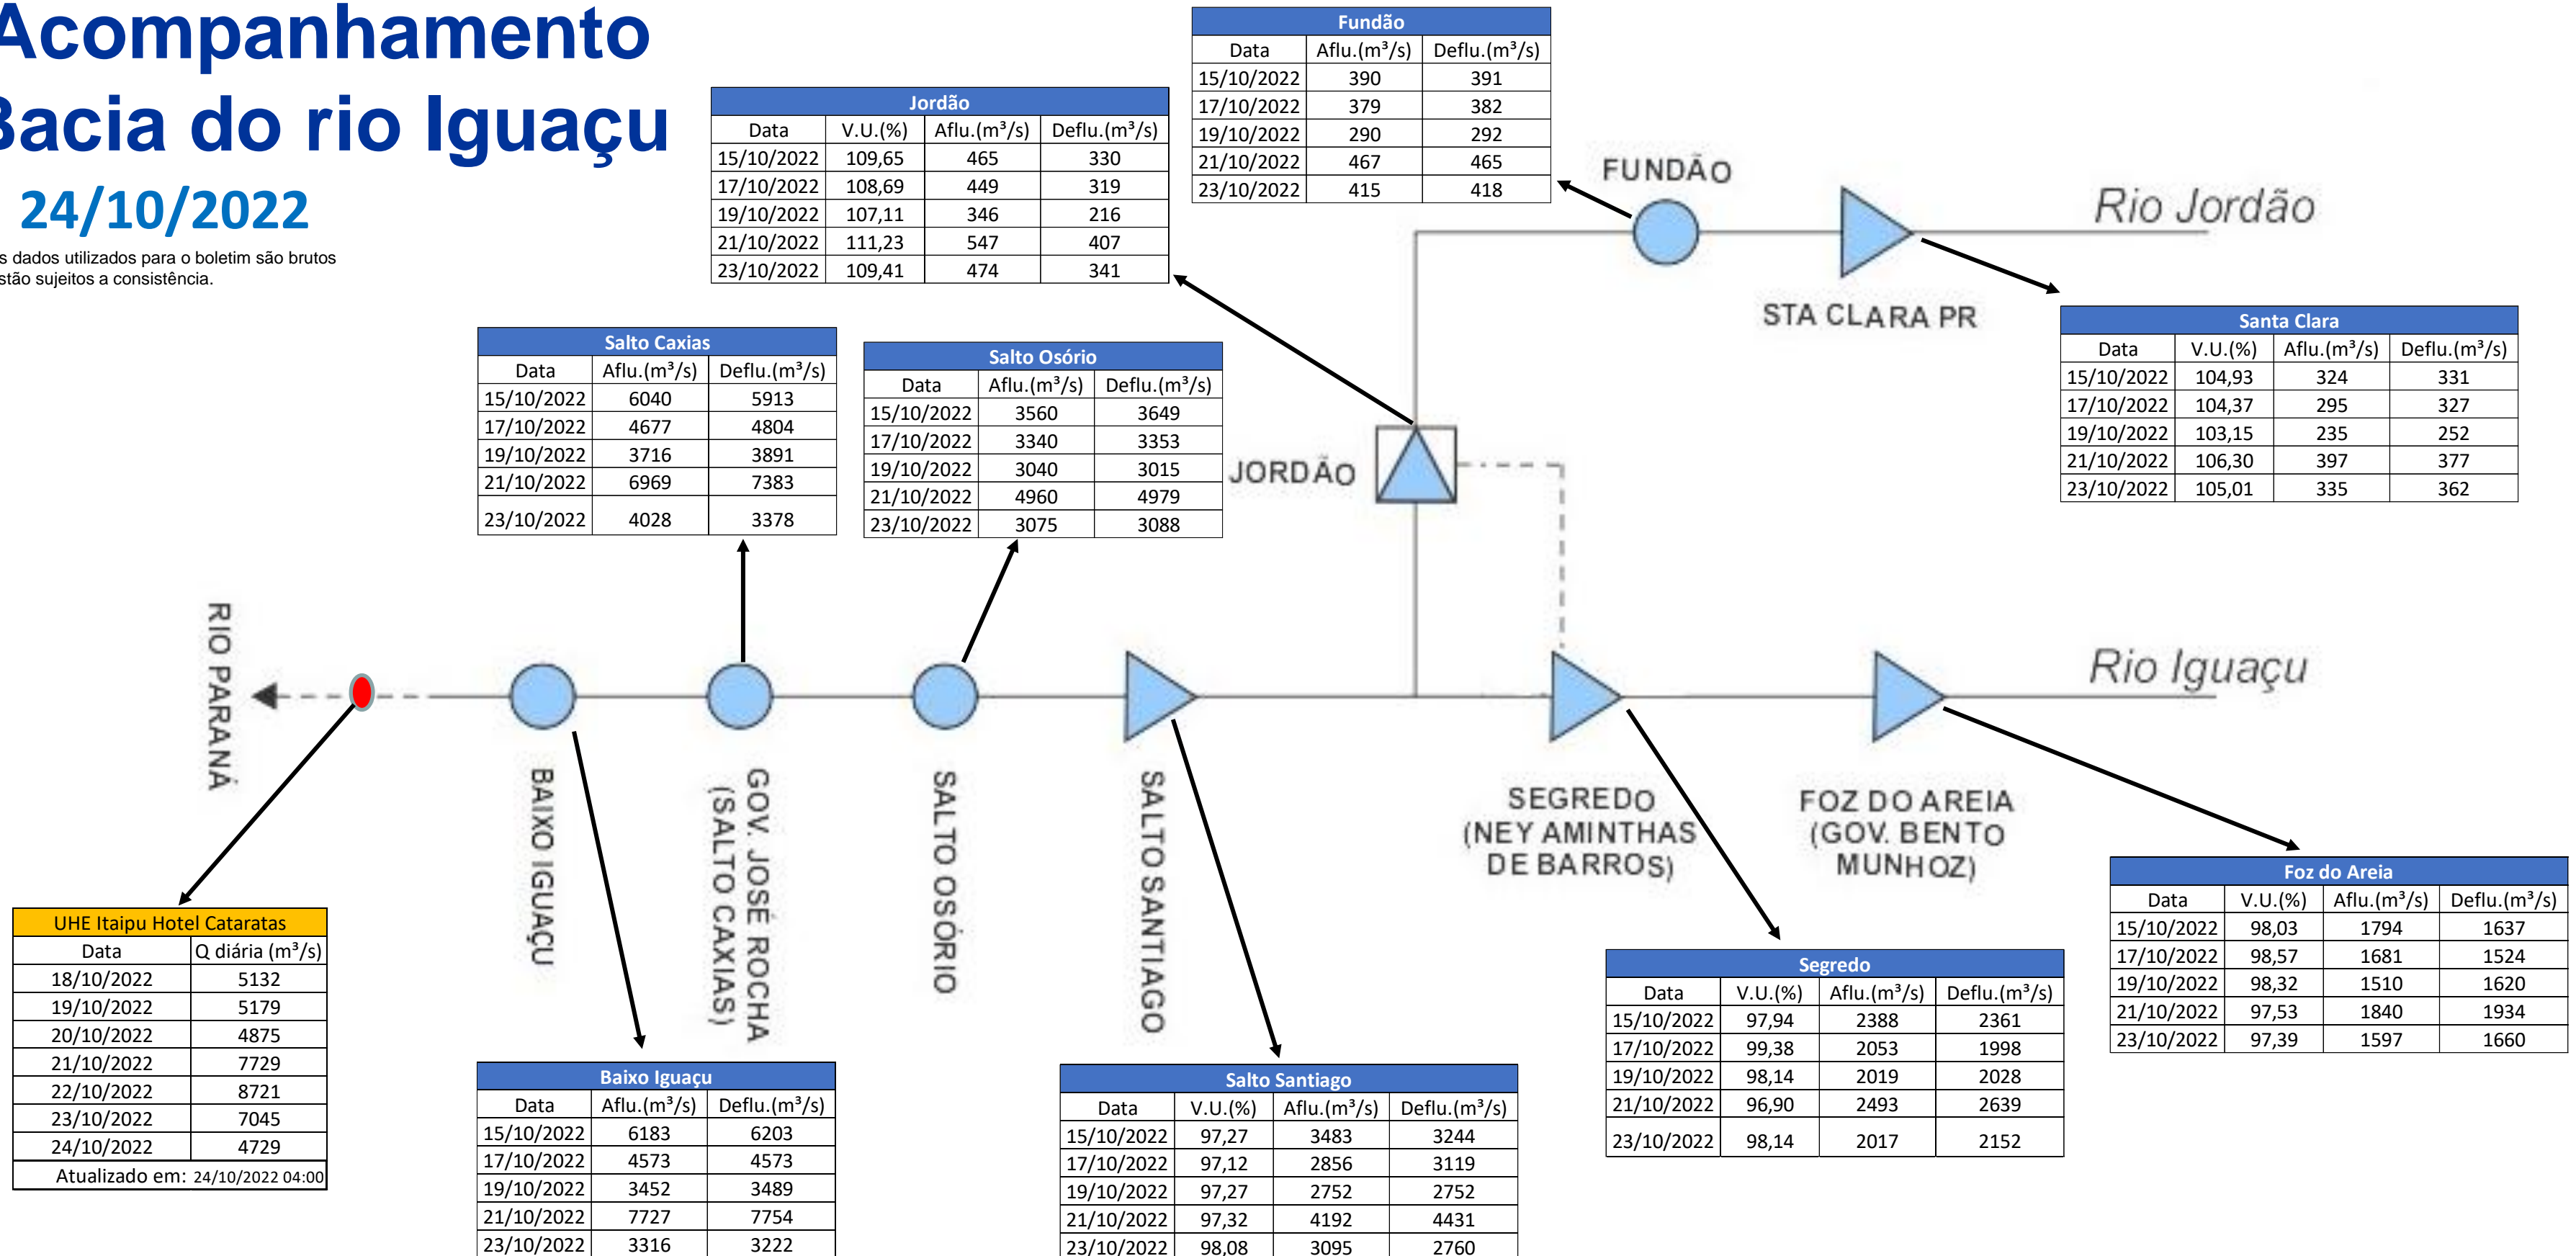 Acompanhamento
Bacia do rio Iguaçu
24/10/2022
s dados utilizados para o boletim são brutos
stão sujeitos a consistência.
Fundão
Data Aflu.(m³/s) Deflu.(m³/s)
15/10/2022 390 391
17/10/2022 379 382
19/10/2022 290 292
21/10/2022 467 465
23/10/2022 415 418
Jordão
Data V.U.(%) Aflu.(m³/s) Deflu.(m³/s)
15/10/2022 109,65 465 330
17/10/2022 108,69 449 319
19/10/2022 107,11 346 216
21/10/2022 111,23 547 407
23/10/2022 109,41 474 341
FUNDÃO
Rio Jordão
STA CLARA PR
Santa Clara
Data V.U.(%) Aflu.(m³/s) Deflu.(m³/s)
15/10/2022 104,93 324 331
17/10/2022 104,37 295 327
19/10/2022 103,15 235 252
21/10/2022 106,30 397 377
23/10/2022 105,01 335 362
Salto Caxias
Data Aflu.(m³/s) Deflu.(m³/s)
15/10/2022 6040 5913
17/10/2022 4677 4804
19/10/2022 3716 3891
21/10/2022 6969 7383
23/10/2022 4028 3378
Salto Osório
Data Aflu.(m³/s) Deflu.(m³/s)
15/10/2022 3560 3649
17/10/2022 3340 3353
19/10/2022 3040 3015
21/10/2022 4960 4979
23/10/2022 3075 3088
JORDÃO
RIO PARANÁ
Rio Iguaçu
BAIXO IGUAÇU
GOV. JOSÉ ROCHA
(SALTO CAXIAS)
SALTO OSÓRIO
SALTO SANTIAGO
SEGREDO
(NEY AMINTHAS
DE BARROS)
FOZ DO AREIA
(GOV. BENTO
MUNHOZ)
UHE Itaipu Hotel Cataratas
Data Q diária (m³/s)
18/10/2022 5132
19/10/2022 5179
20/10/2022 4875
21/10/2022 7729
22/10/2022 8721
23/10/2022 7045
24/10/2022 4729
Atualizado em: 24/10/2022 04:00
Baixo Iguaçu
Data Aflu.(m³/s) Deflu.(m³/s)
15/10/2022 6183 6203
17/10/2022 4573 4573
19/10/2022 3452 3489
21/10/2022 7727 7754
23/10/2022 3316 3222
Salto Santiago
Data V.U.(%) Aflu.(m³/s) Deflu.(m³/s)
15/10/2022 97,27 3483 3244
17/10/2022 97,12 2856 3119
19/10/2022 97,27 2752 2752
21/10/2022 97,32 4192 4431
23/10/2022 98,08 3095 2760
Segredo
Data V.U.(%) Aflu.(m³/s) Deflu.(m³/s)
15/10/2022 97,94 2388 2361
17/10/2022 99,38 2053 1998
19/10/2022 98,14 2019 2028
21/10/2022 96,90 2493 2639
23/10/2022 98,14 2017 2152
Foz do Areia
Data V.U.(%) Aflu.(m³/s) Deflu.(m³/s)
15/10/2022 98,03 1794 1637
17/10/2022 98,57 1681 1524
19/10/2022 98,32 1510 1620
21/10/2022 97,53 1840 1934
23/10/2022 97,39 1597 1660